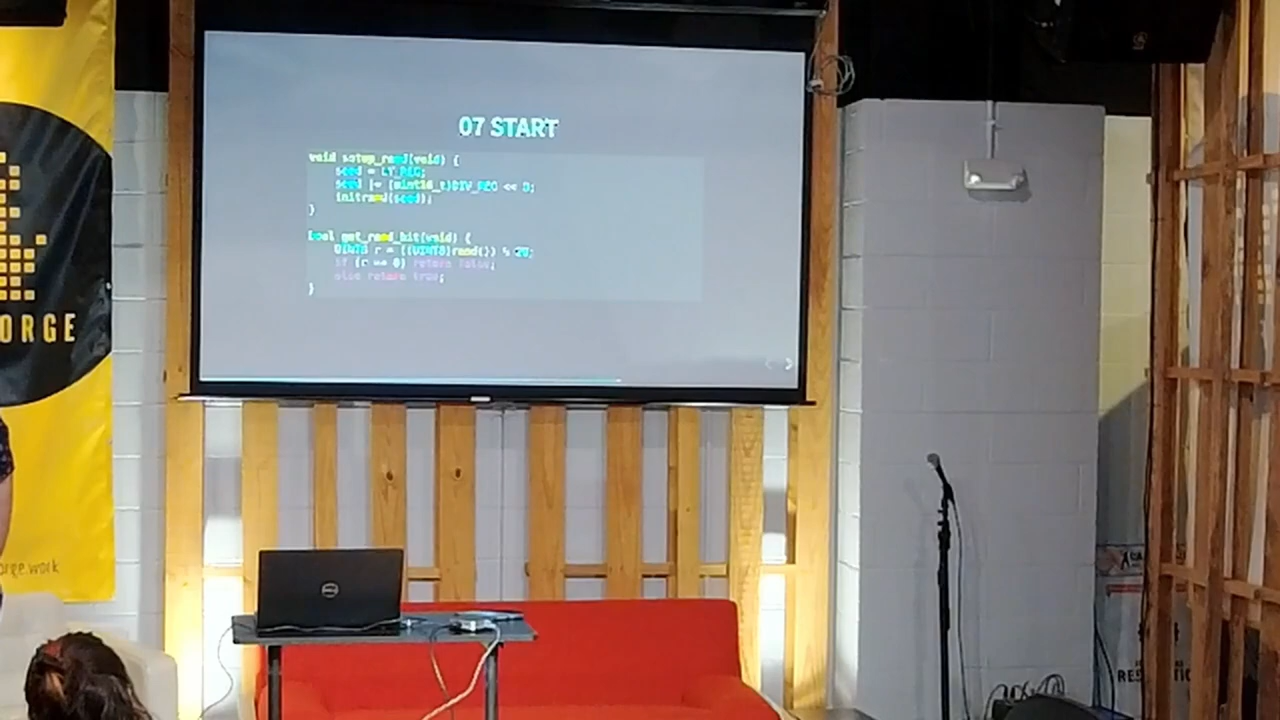 07 START
void setup_rand(void) {
seed = LY_REG;
seed |= (uint16_t)DIV_REG << 8;
initrand(seed);
}
bool get_rand_bit(void) {
UINT8 r = ((UINT8)rand()) % 20;
if (r == 0) return false;
else return true;
}
ORGE
orge.work
DELL